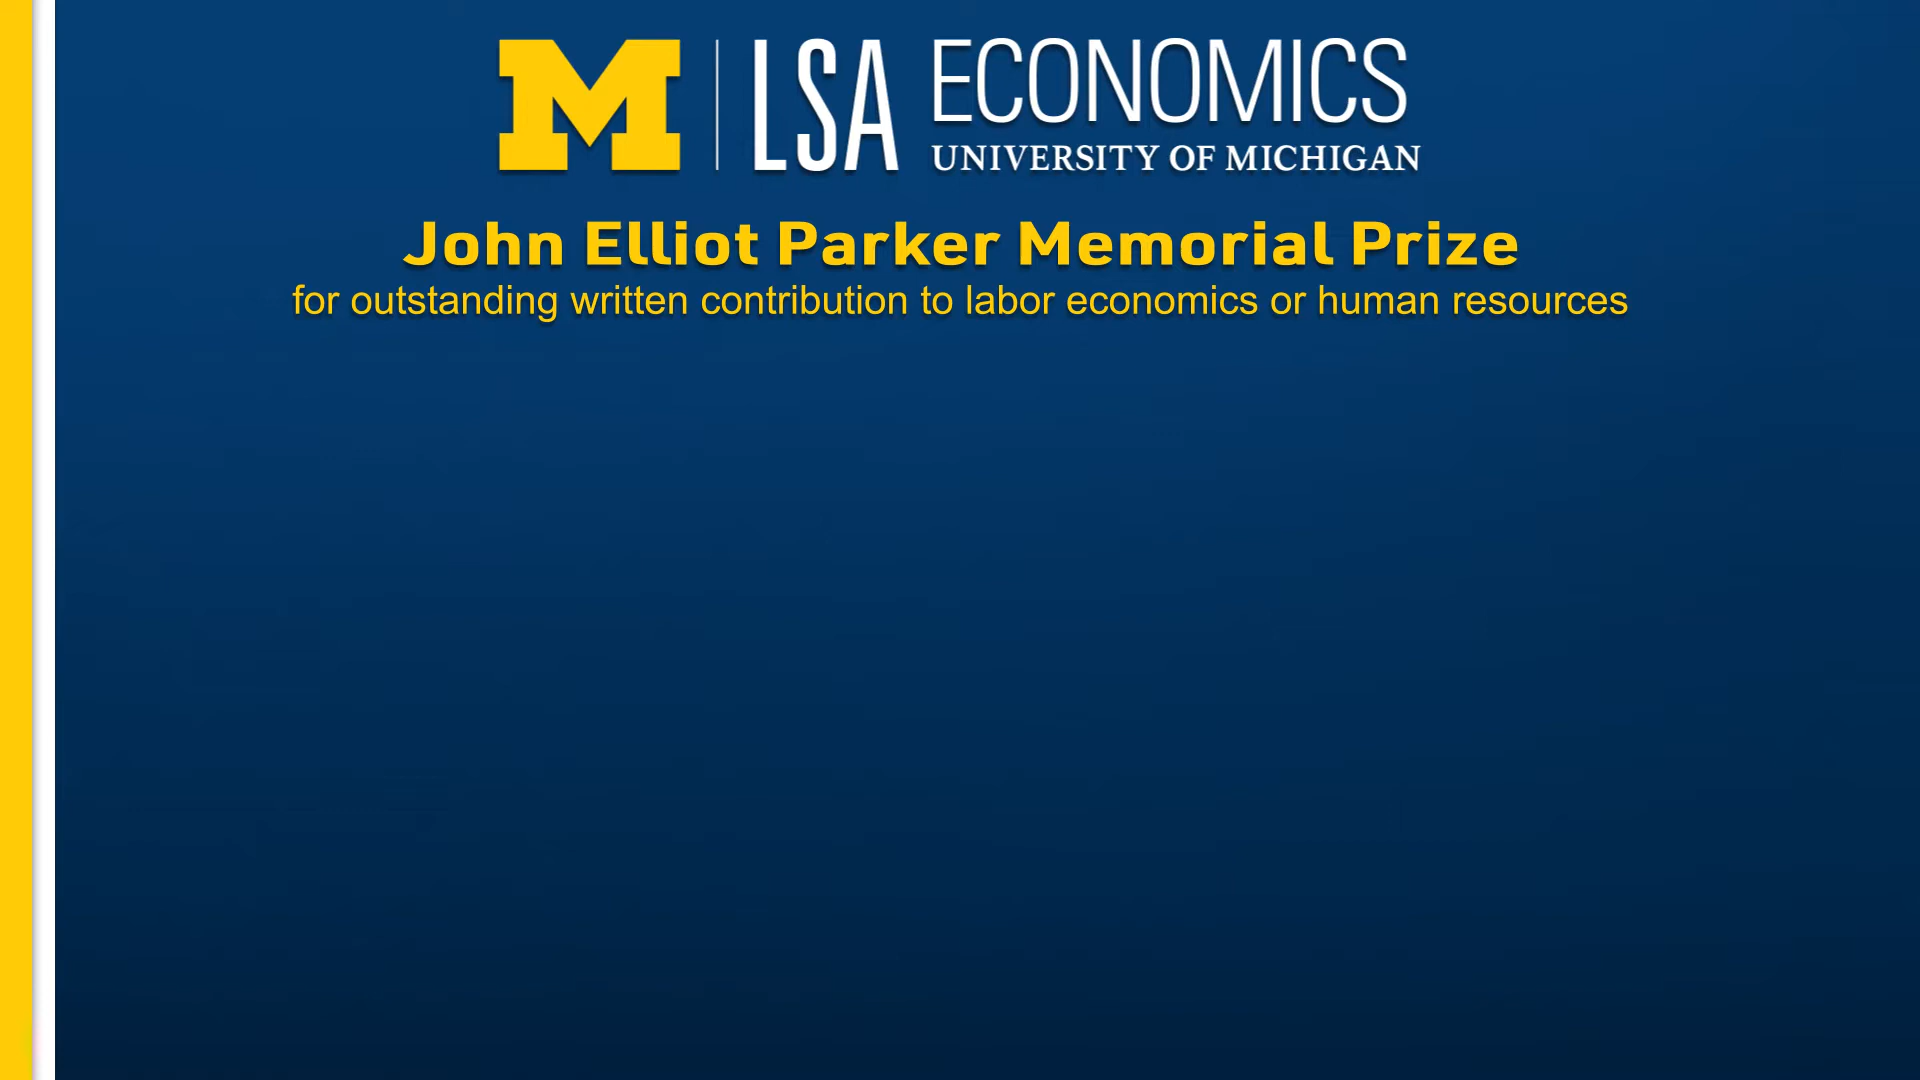 M | LSA ECONOMICS
UNIVERSITY OF MICHIGAN
John Elliot Parker Memorial Prize
for outstanding written contribution to labor economics or human resources